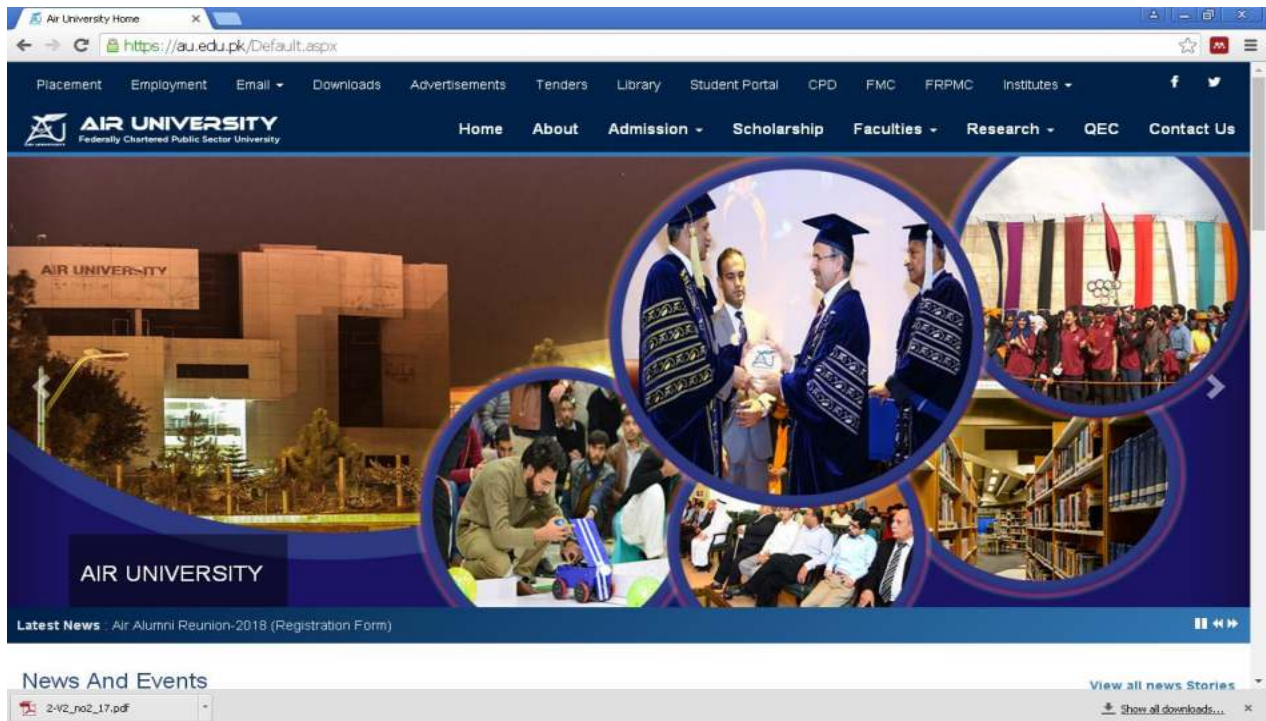 Air University Home
https://au.edu.pk/Default.aspx
Placement Employment Email Downloads Advertisements Tenders Library Student Portal CPD FMC FRPMC Institutes
AIR UNIVERSITY
Federally Chartered Public Sector University
Home About Admission Scholarship Faculties Research QEC Contact Us
AIR UNIVERSITY
AIR UNIVERSITY
Latest News : Air Alumni Reunion-2018 (Registration Form)
News And Events
View all news Stories
2-V2_no2_17.pdf
Show all downloads...